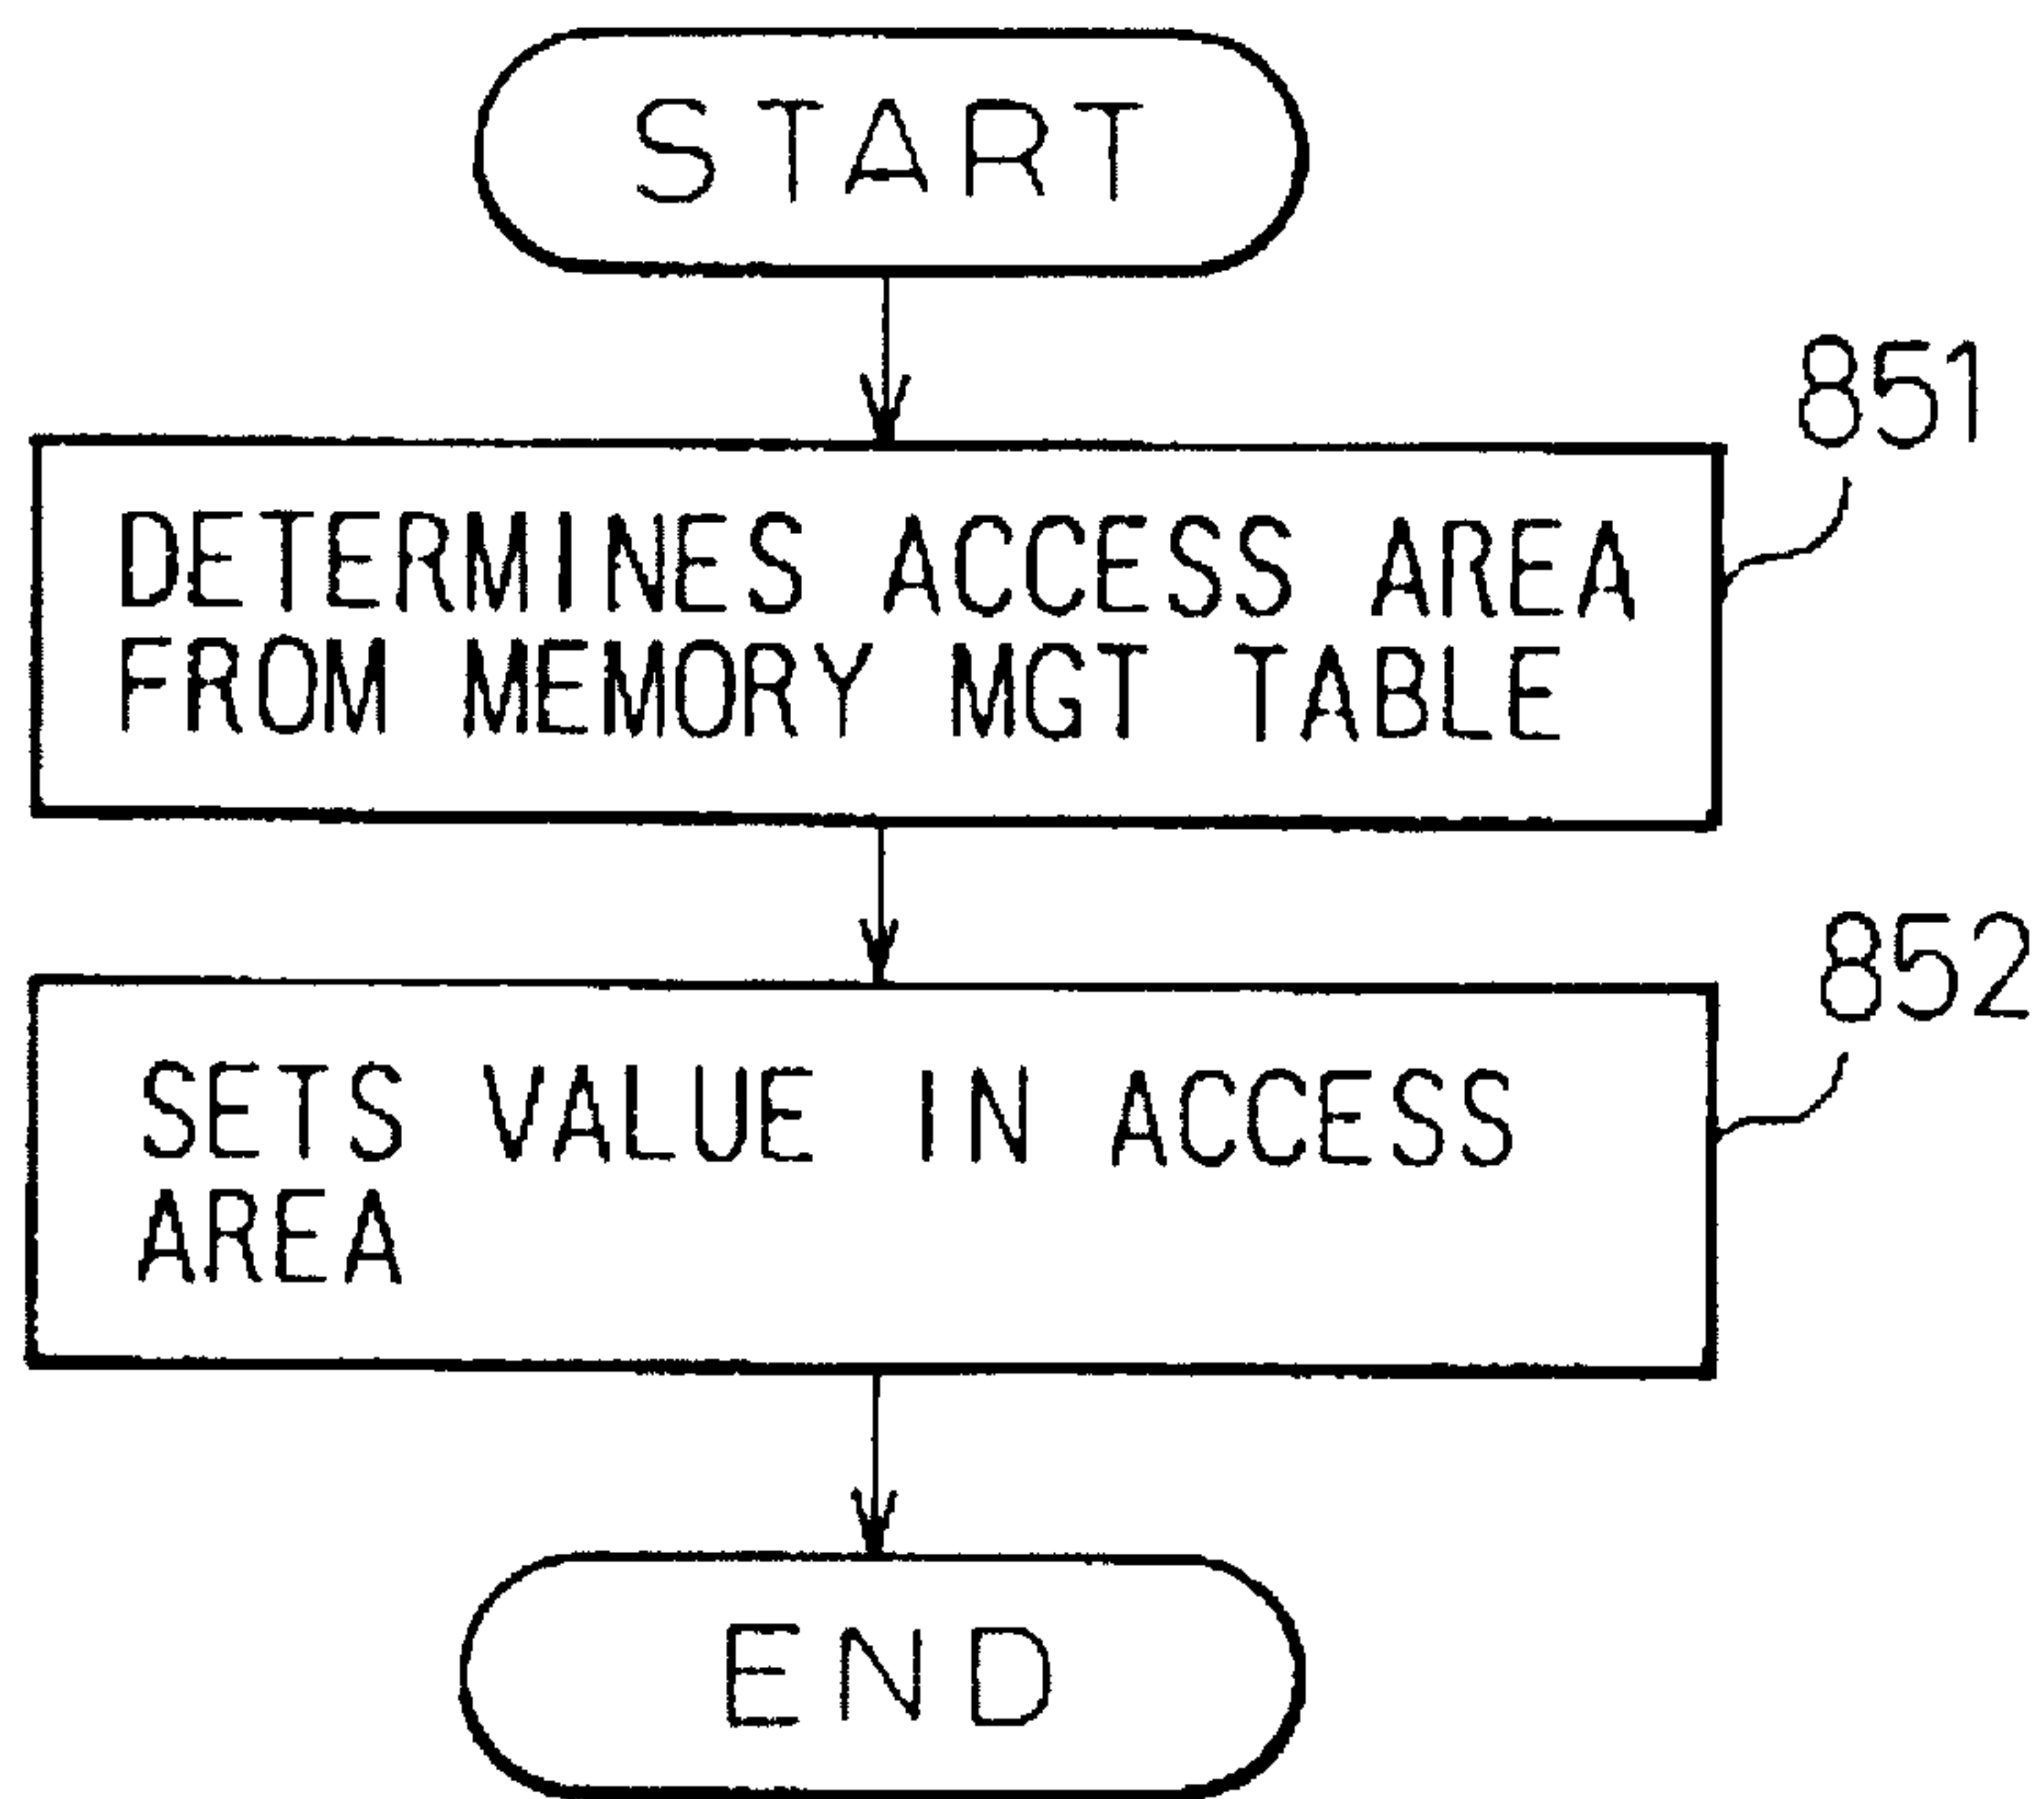 START
851
DETERMINES ACCESS AREA
FROM MEMORY MGT TABLE
852
SETS VALUE IN ACCESS
AREA
END